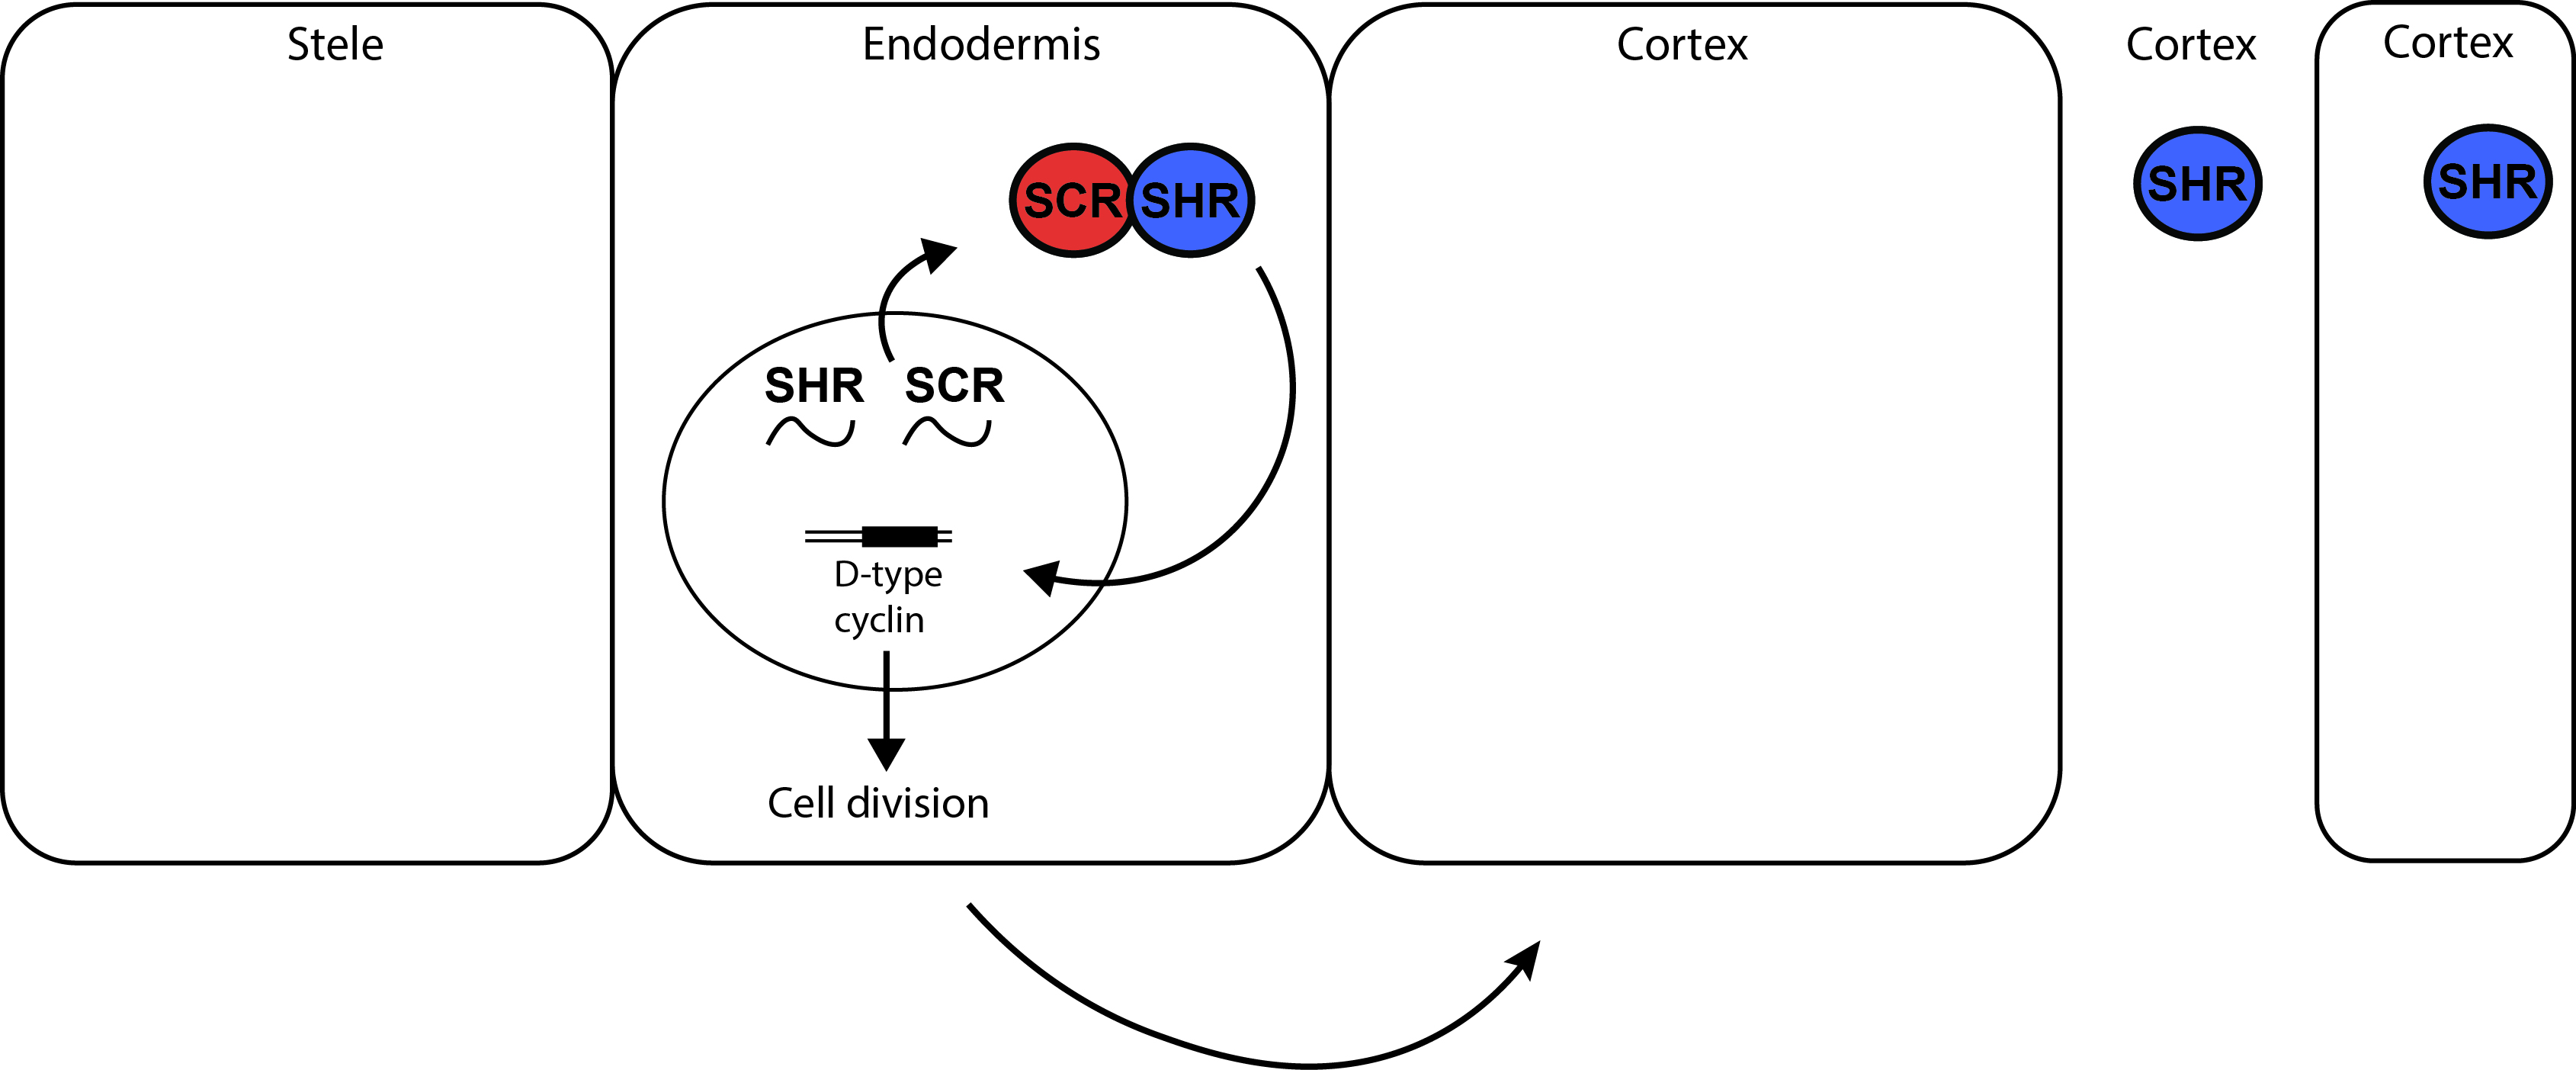 Stele
Endodermis
Cortex
Cortex
Cortex
SCR
SHR
SHR
SHR
SHR
SCR
D-type
cyclin
Cell division